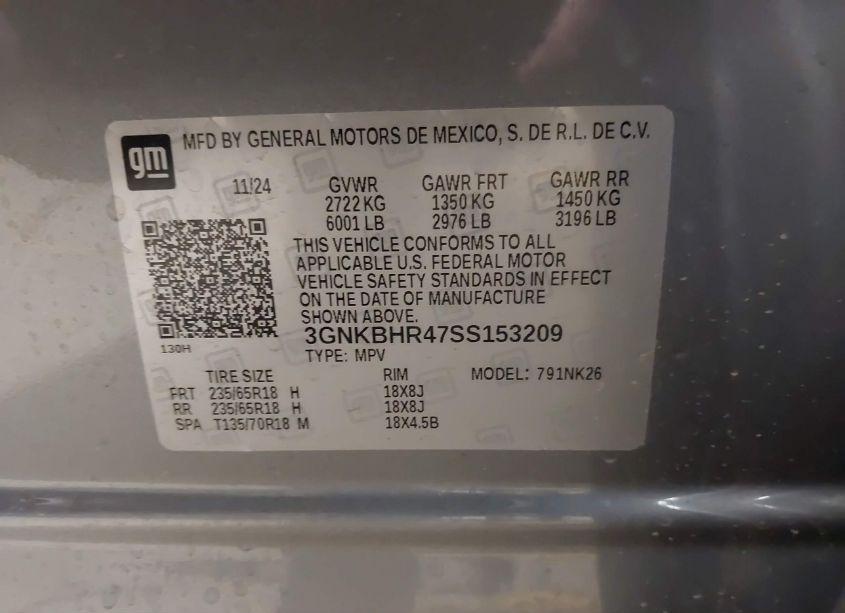 gm MFD BY GENERAL MOTORS DE MEXICO, S. DE R.L. DE C.V.
11/24 GVWR GAWR FRT GAWR RR
2722 KG 1350 KG 1450 KG
6001 LB 2976 LB 3196 LB
THIS VEHICLE CONFORMS TO ALL
APPLICABLE U.S. FEDERAL MOTOR
VEHICLE SAFETY STANDARDS IN EFFECT
ON THE DATE OF MANUFACTURE
SHOWN ABOVE.
3GNKBHR47SS153209
130H
TYPE: MPV
TIRE SIZE RIM MODEL: 791NK26
FRT 235/65R18 H 18X8J
RR 235/65R18 H 18X8J
SPA T135/70R18 M 18X4.5B